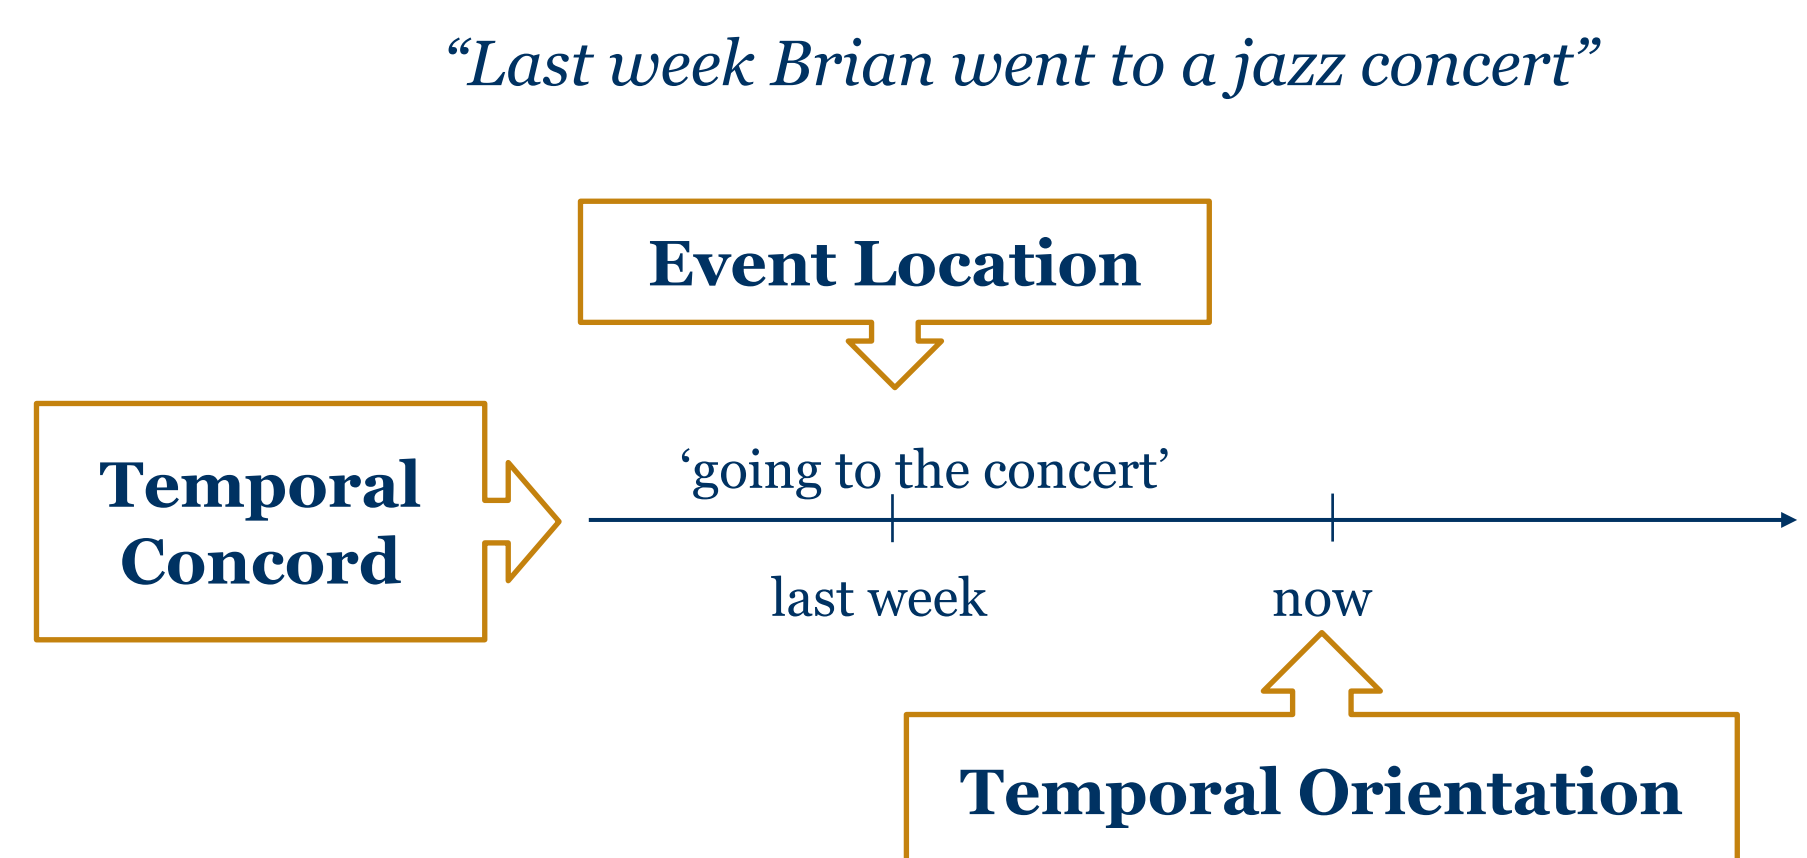 “Last week Brian went to a jazz concert”
Event Location
Temporal
Concord
‘going to the concert’
last week
now
Temporal Orientation